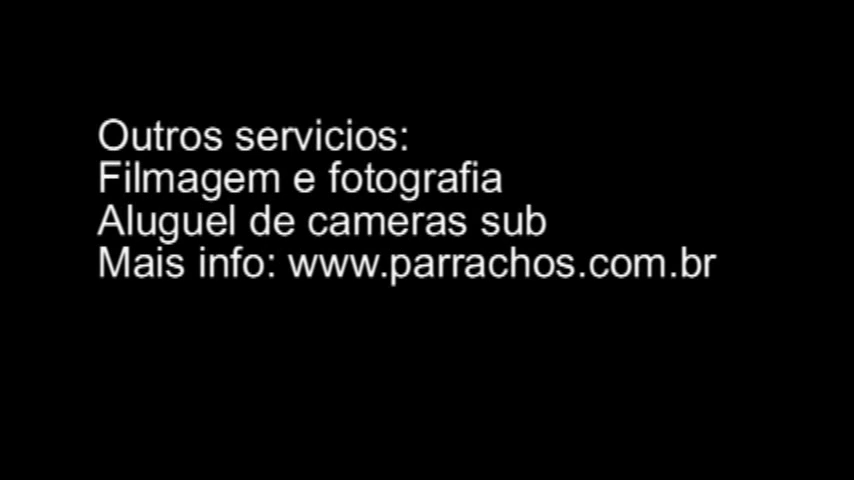 Outros servicios:
Filmagem e fotografia
Aluguel de cameras sub
Mais info: www.parrachos.com.br